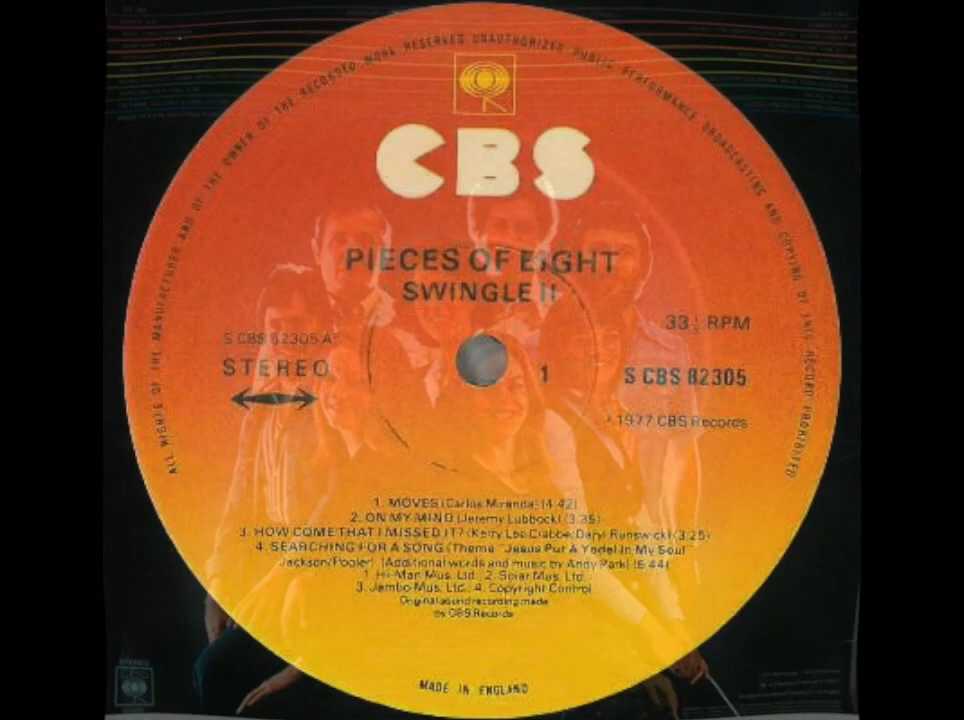 ALL RIGHTS OF THE MANUFACTURER AND OF THE OWNER OF THE RECORDED WORK RESERVED UNAUTHORIZED PUBLIC PERFORMANCE BROADCASTING AND COPYING OF THIS RECORD PROHIBITED
CBS
PIECES OF EIGHT
SWINGLE II
33⅓ RPM
S CBS 82305 A
STEREO
1
S CBS 82305
1977 CBS Records
1. MOVES (Carlos Miranda) (4.42)
2. ON MY MIND (Jeremy Lubbock) (3.35)
3. HOW COME THAT I MISSED IT? (Kerry Lee Crabbe/Daryl Runswick) (3.25)
4. SEARCHING FOR A SONG (Theme "Jesus Put A Yodel In My Soul"
Jackson/Pooler) (Additional words and music by Andy Park) (5.44)
1. Hi-Man Mus. Ltd. 2. Solar Mus. Ltd.
3. Jambo Mus. Ltd. 4. Copyright Control
Original sound recording made
by CBS Records
MADE IN ENGLAND
STEREO